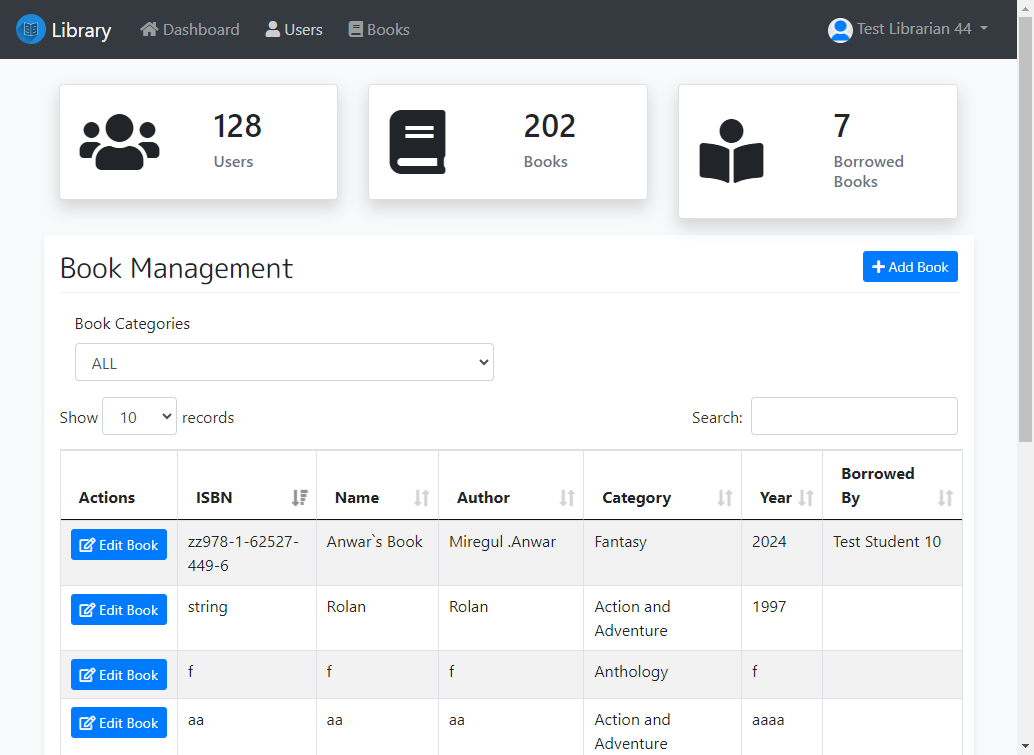 Library Dashboard Users Books Test Librarian 44
128
Users
202
Books
7
Borrowed
Books
Book Management Add Book
Book Categories
ALL
Show 10 records Search:
Actions ISBN Name Author Category Year Borrowed
By
Edit Book zz978-1-62527- Anwar`s Book Miregul .Anwar Fantasy 2024 Test Student 10
449-6
Edit Book string Rolan Rolan Action and 1997
Adventure
Edit Book f f f Anthology f
Edit Book aa aa aa Action and aaaa
Adventure